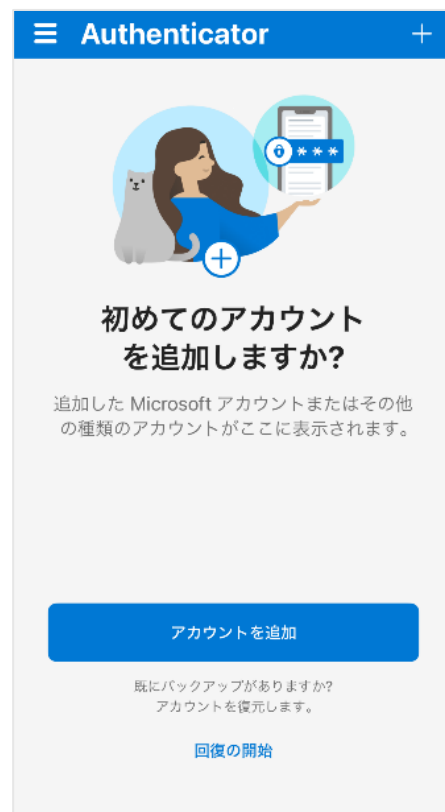 Authenticator
***
初めてのアカウント
を追加しますか?
追加した Microsoft アカウントまたはその他
の種類のアカウントがここに表示されます。
アカウントを追加
既にバックアップがありますか?
アカウントを復元します。
回復の開始